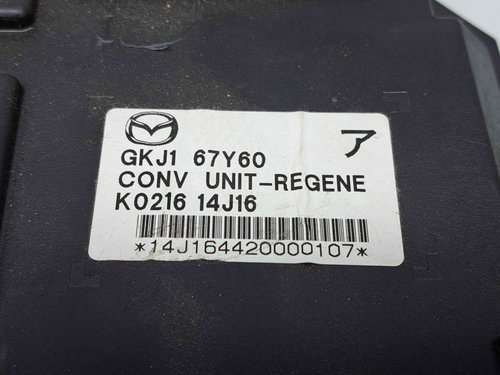 ア
GKJ1 67Y60
CONV UNIT-REGENE
K0216 14J16
*14J164420000107*